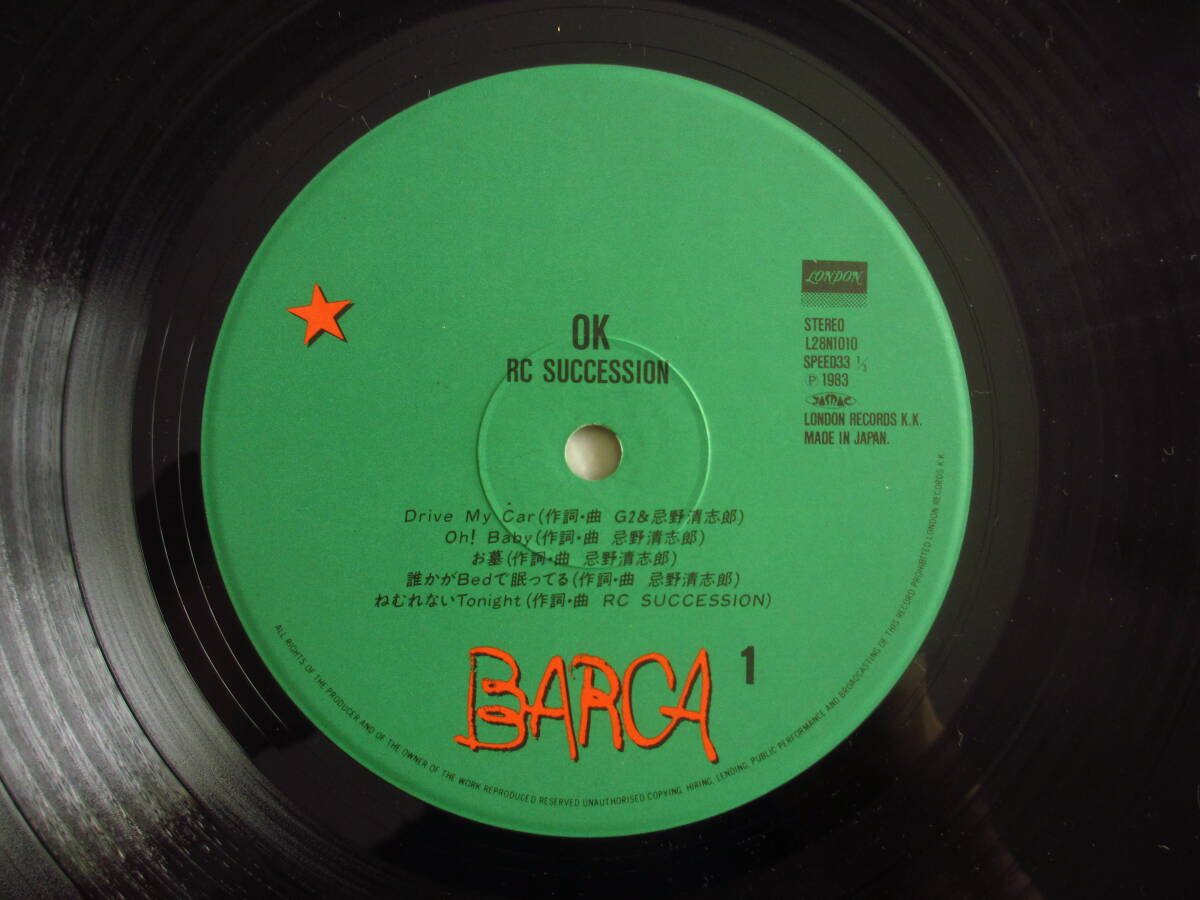 LONDON
STEREO
L28N1010
SPEED33 ⅓
Ⓟ 1983
JASRAC
LONDON RECORDS K.K.
MADE IN JAPAN.
OK
RC SUCCESSION
Drive My Car(作詞・曲 G2&忌野清志郎)
Oh! Baby(作詞・曲 忌野清志郎)
お墓(作詞・曲 忌野清志郎)
誰かがBedで眠ってる(作詞・曲 忌野清志郎)
ねむれないTonight(作詞・曲 RC SUCCESSION)
BARCA 1
ALL RIGHTS OF THE PRODUCER AND OF THE OWNER OF THE WORK REPRODUCED RESERVED UNAUTHORISED COPYING, HIRING, LENDING, PUBLIC PERFORMANCE AND BROADCASTING OF THIS RECORD PROHIBITED LONDON RECORDS K.K.